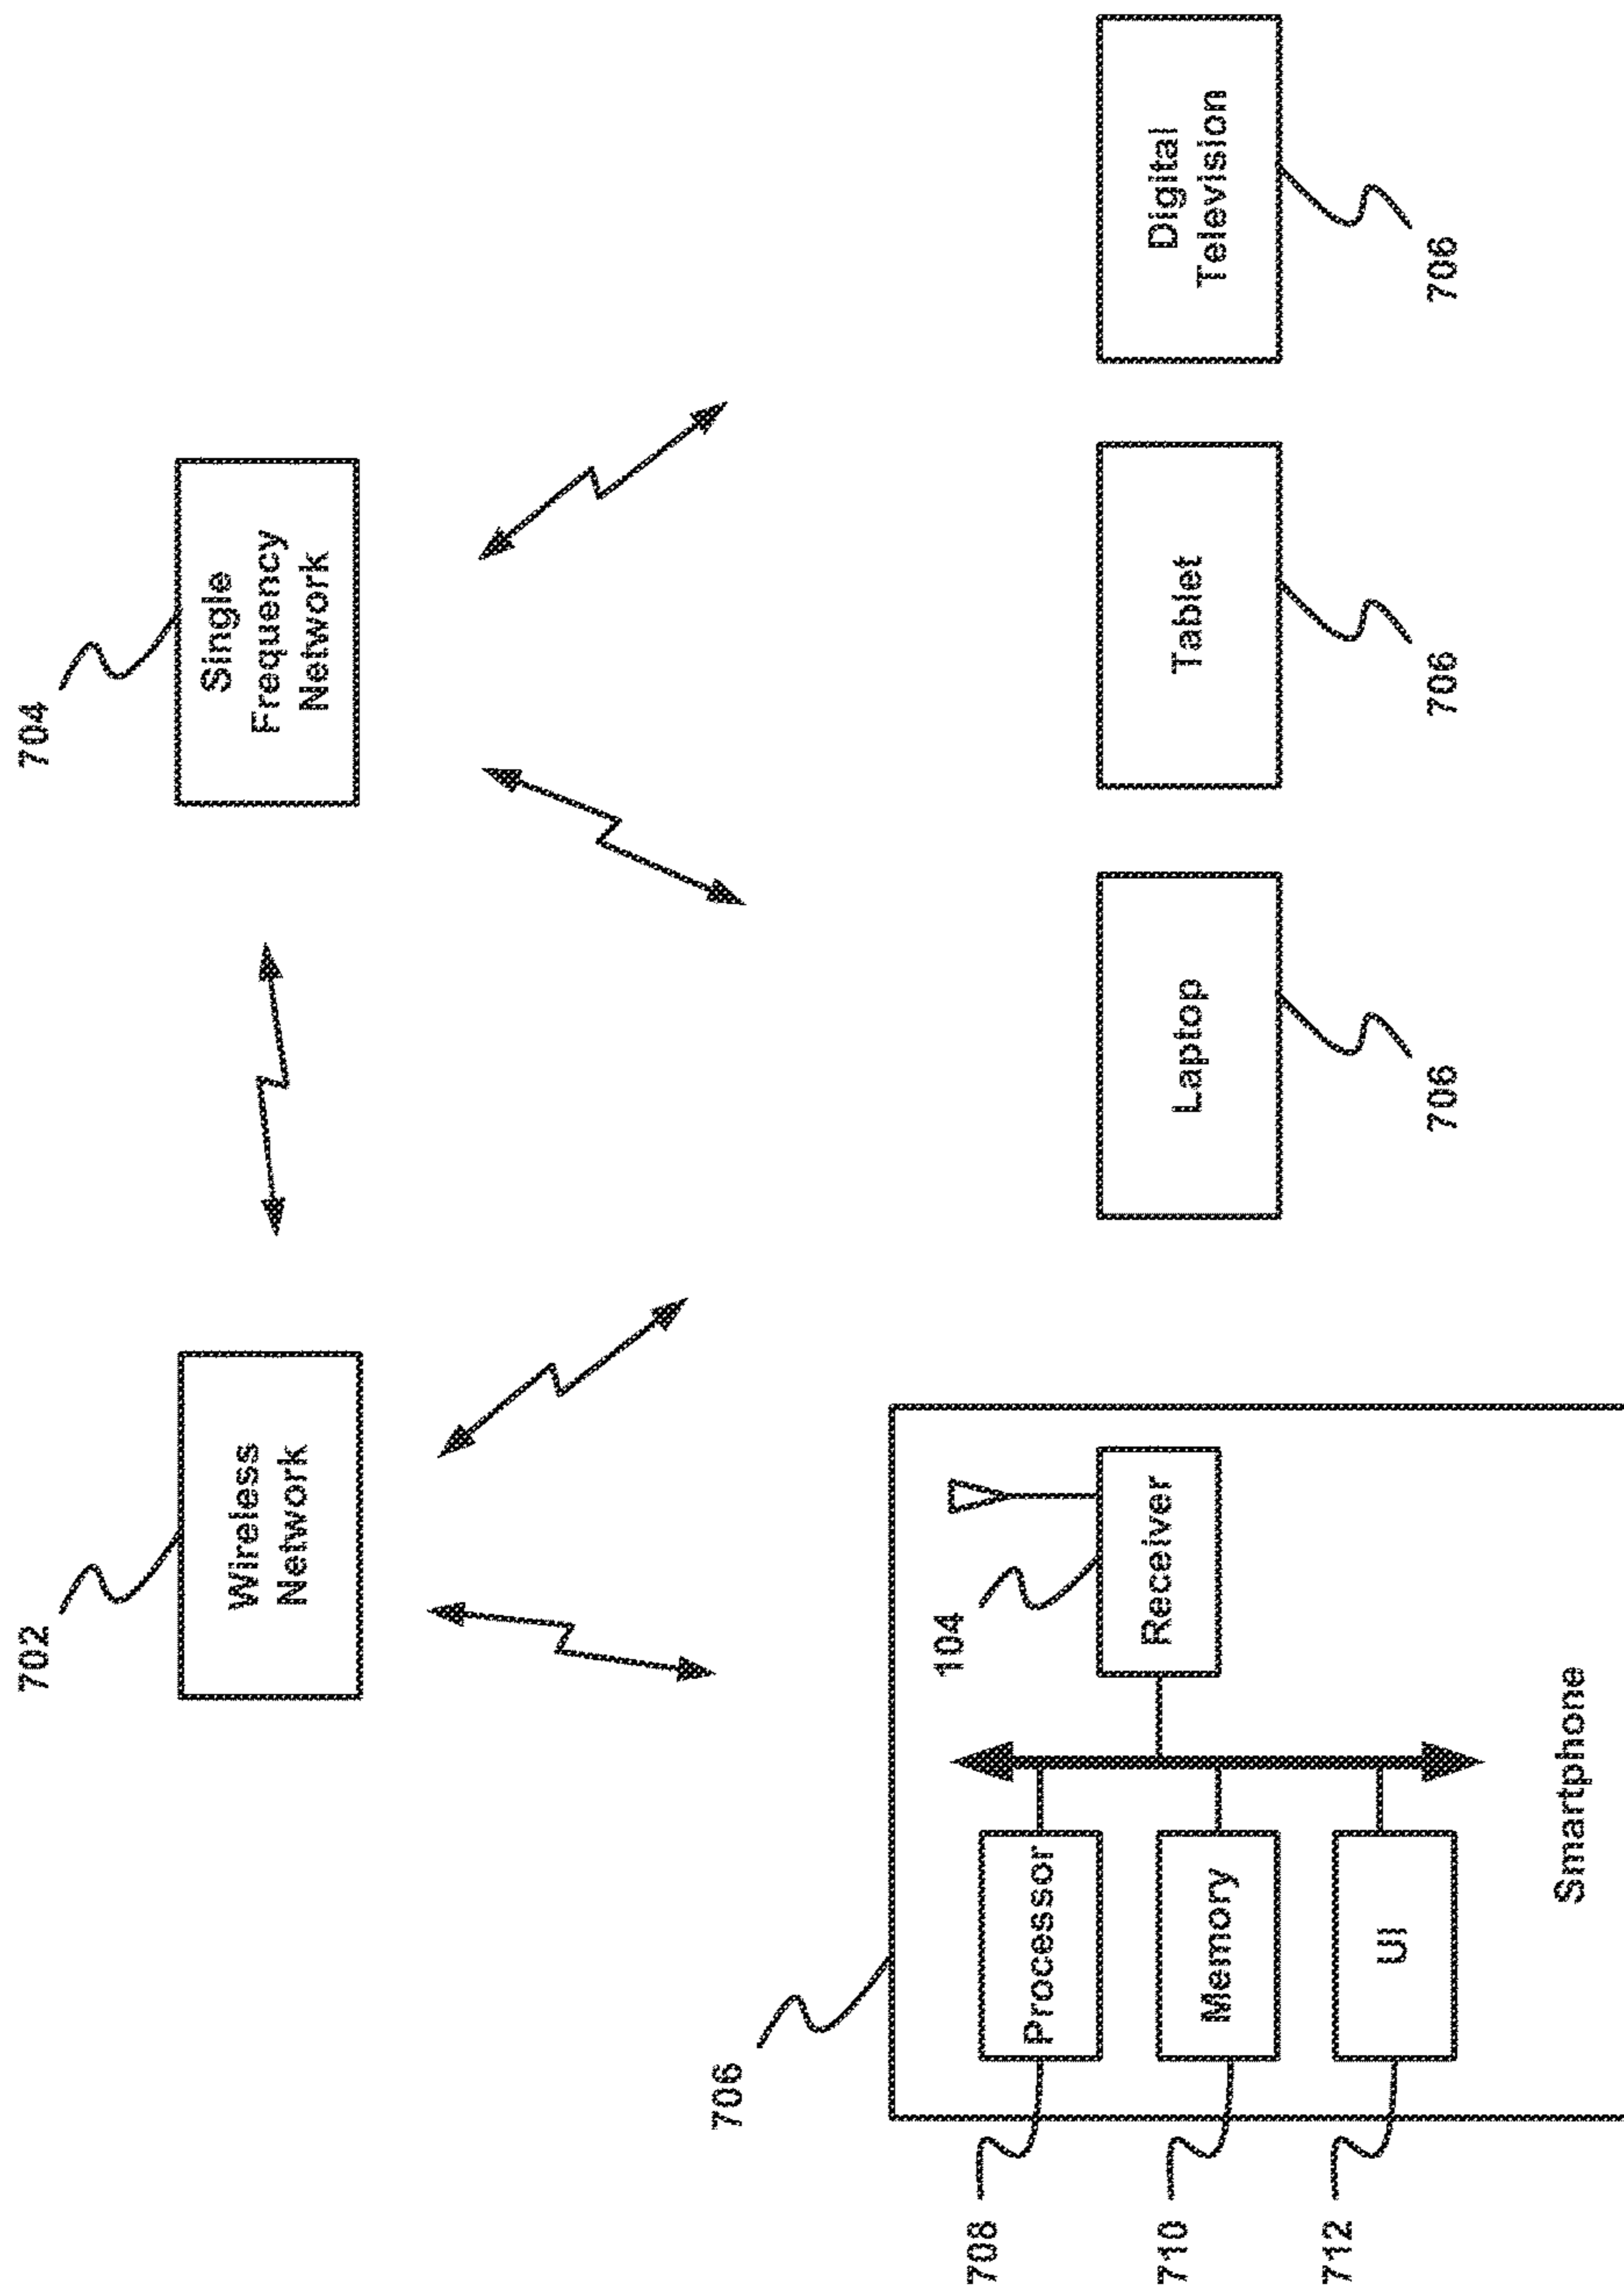 702
704
Wireless
Network
Single
Frequency
Network
706
708
Processor
104
Receiver
710
Memory
712
UI
Smartphone
Laptop
706
Tablet
706
Digital
Television
706